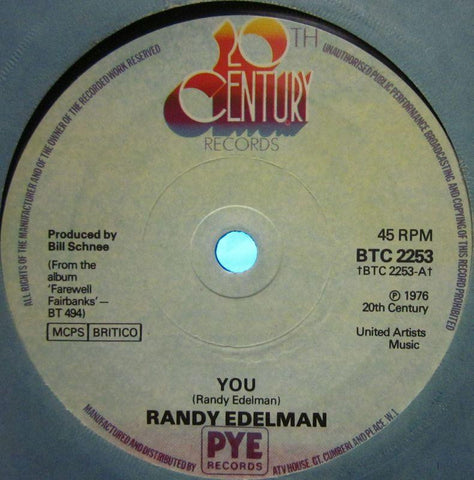 20TH
CENTURY
RECORDS
ALL RIGHTS OF THE MANUFACTURER AND OF THE OWNER OF THE RECORDED WORK RESERVED
UNAUTHORISED PUBLIC PERFORMANCE BROADCASTING AND COPYING OF THIS RECORD PROHIBITED
Produced by
Bill Schnee
(From the
album
'Farewell
Fairbanks'—
BT 494)
MCPS BRITICO
45 RPM
BTC 2253
†BTC 2253-A†
℗ 1976
20th Century
United Artists
Music
YOU
(Randy Edelman)
RANDY EDELMAN
MANUFACTURED AND DISTRIBUTED BY
PYE
RECORDS
ATV HOUSE, GT. CUMBERLAND PLACE, W.1